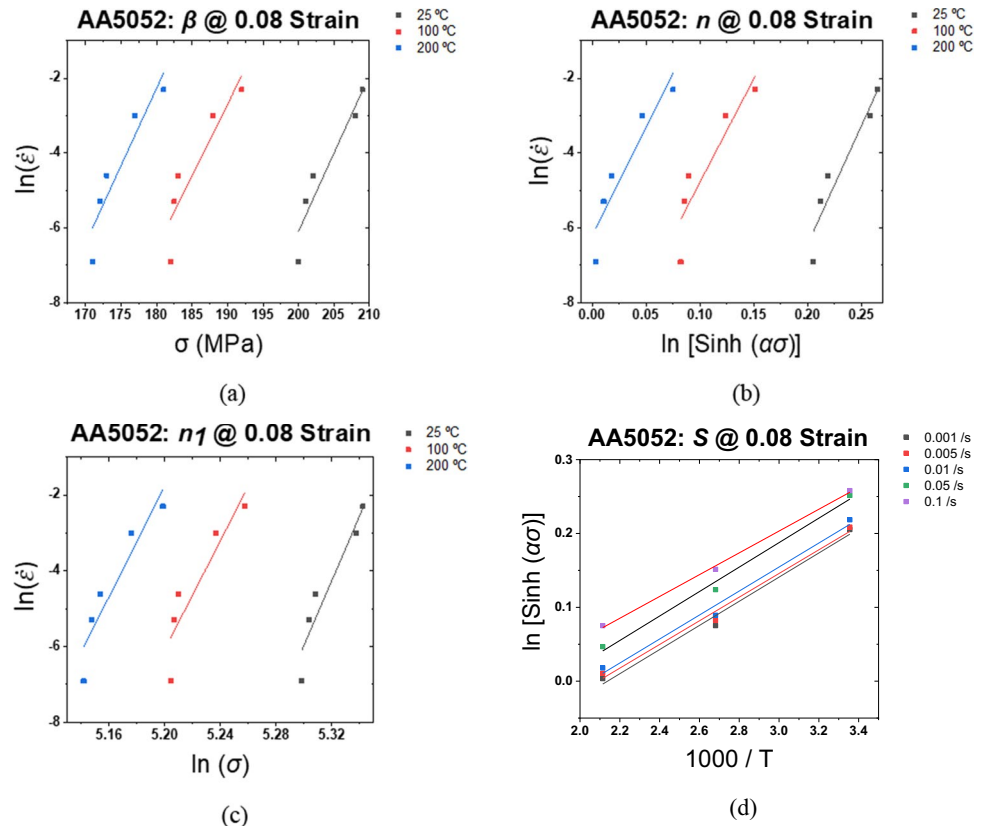 AA5052: β @ 0.08 Strain
25 ºC
100 ºC
200 ºC
ln(ε̇)
-2
-4
-6
-8
170 175 180 185 190 195 200 205 210
σ (MPa)
(a)
AA5052: n @ 0.08 Strain
25 ºC
100 ºC
200 ºC
ln(ε̇)
-2
-4
-6
-8
0.00 0.05 0.10 0.15 0.20 0.25
ln [Sinh (ασ)]
(b)
AA5052: n1 @ 0.08 Strain
25 ºC
100 ºC
200 ºC
ln(ε̇)
-2
-4
-6
-8
5.16 5.20 5.24 5.28 5.32
ln (σ)
(c)
AA5052: S @ 0.08 Strain
0.001 /s
0.005 /s
0.01 /s
0.05 /s
0.1 /s
ln [Sinh (ασ)]
0.3
0.2
0.1
0.0
2.0 2.2 2.4 2.6 2.8 3.0 3.2 3.4
1000 / T
(d)